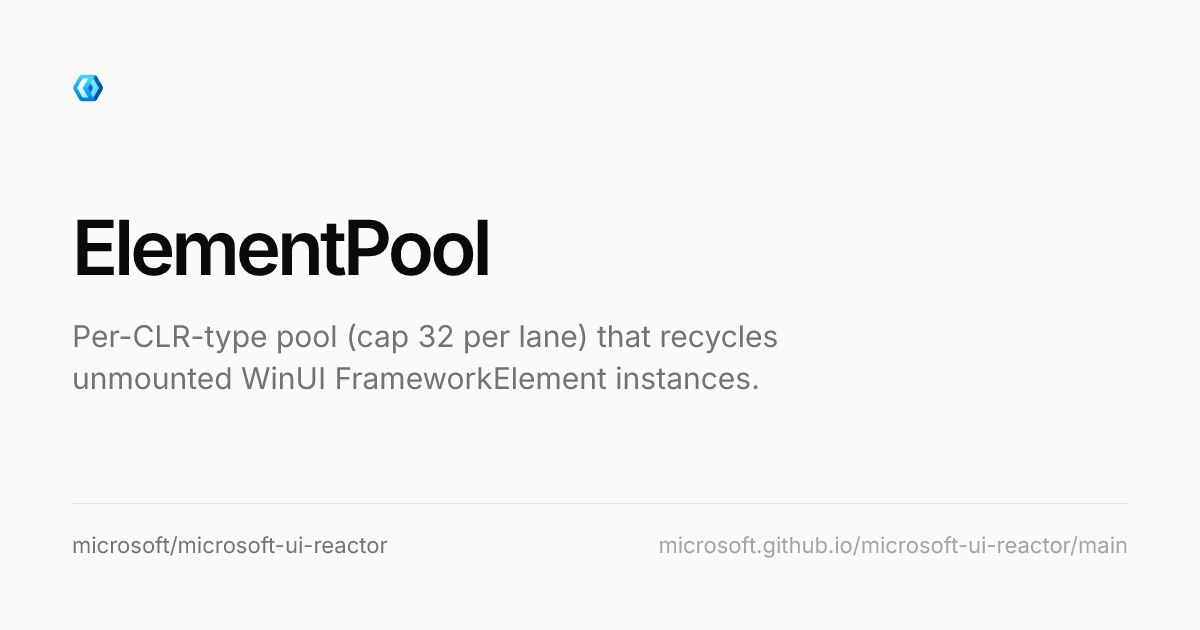 ElementPool
Per-CLR-type pool (cap 32 per lane) that recycles
unmounted WinUI FrameworkElement instances.
microsoft/microsoft-ui-reactor
microsoft.github.io/microsoft-ui-reactor/main